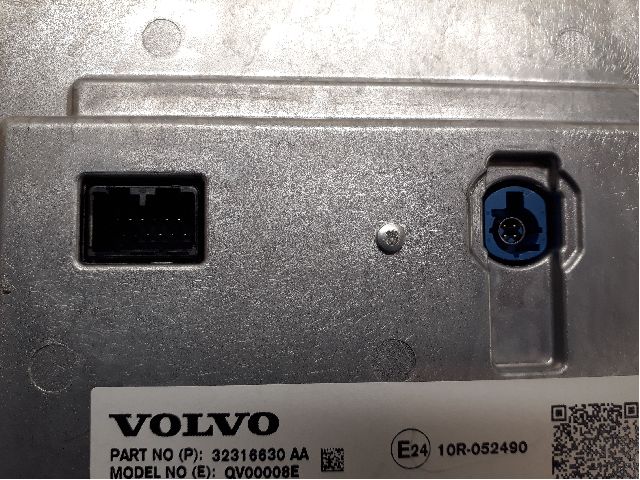 VOLVO
PART NO (P): 32316630 AA
MODEL NO (E): QV00008E
E24 10R-052490